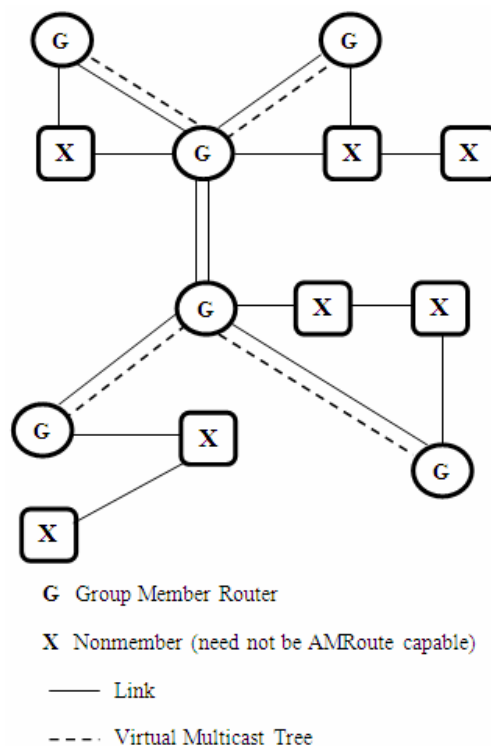 G
G
X
G
X
X
G
X
X
G
X
G
X
G Group Member Router
X Nonmember (need not be AMRoute capable)
Link
Virtual Multicast Tree